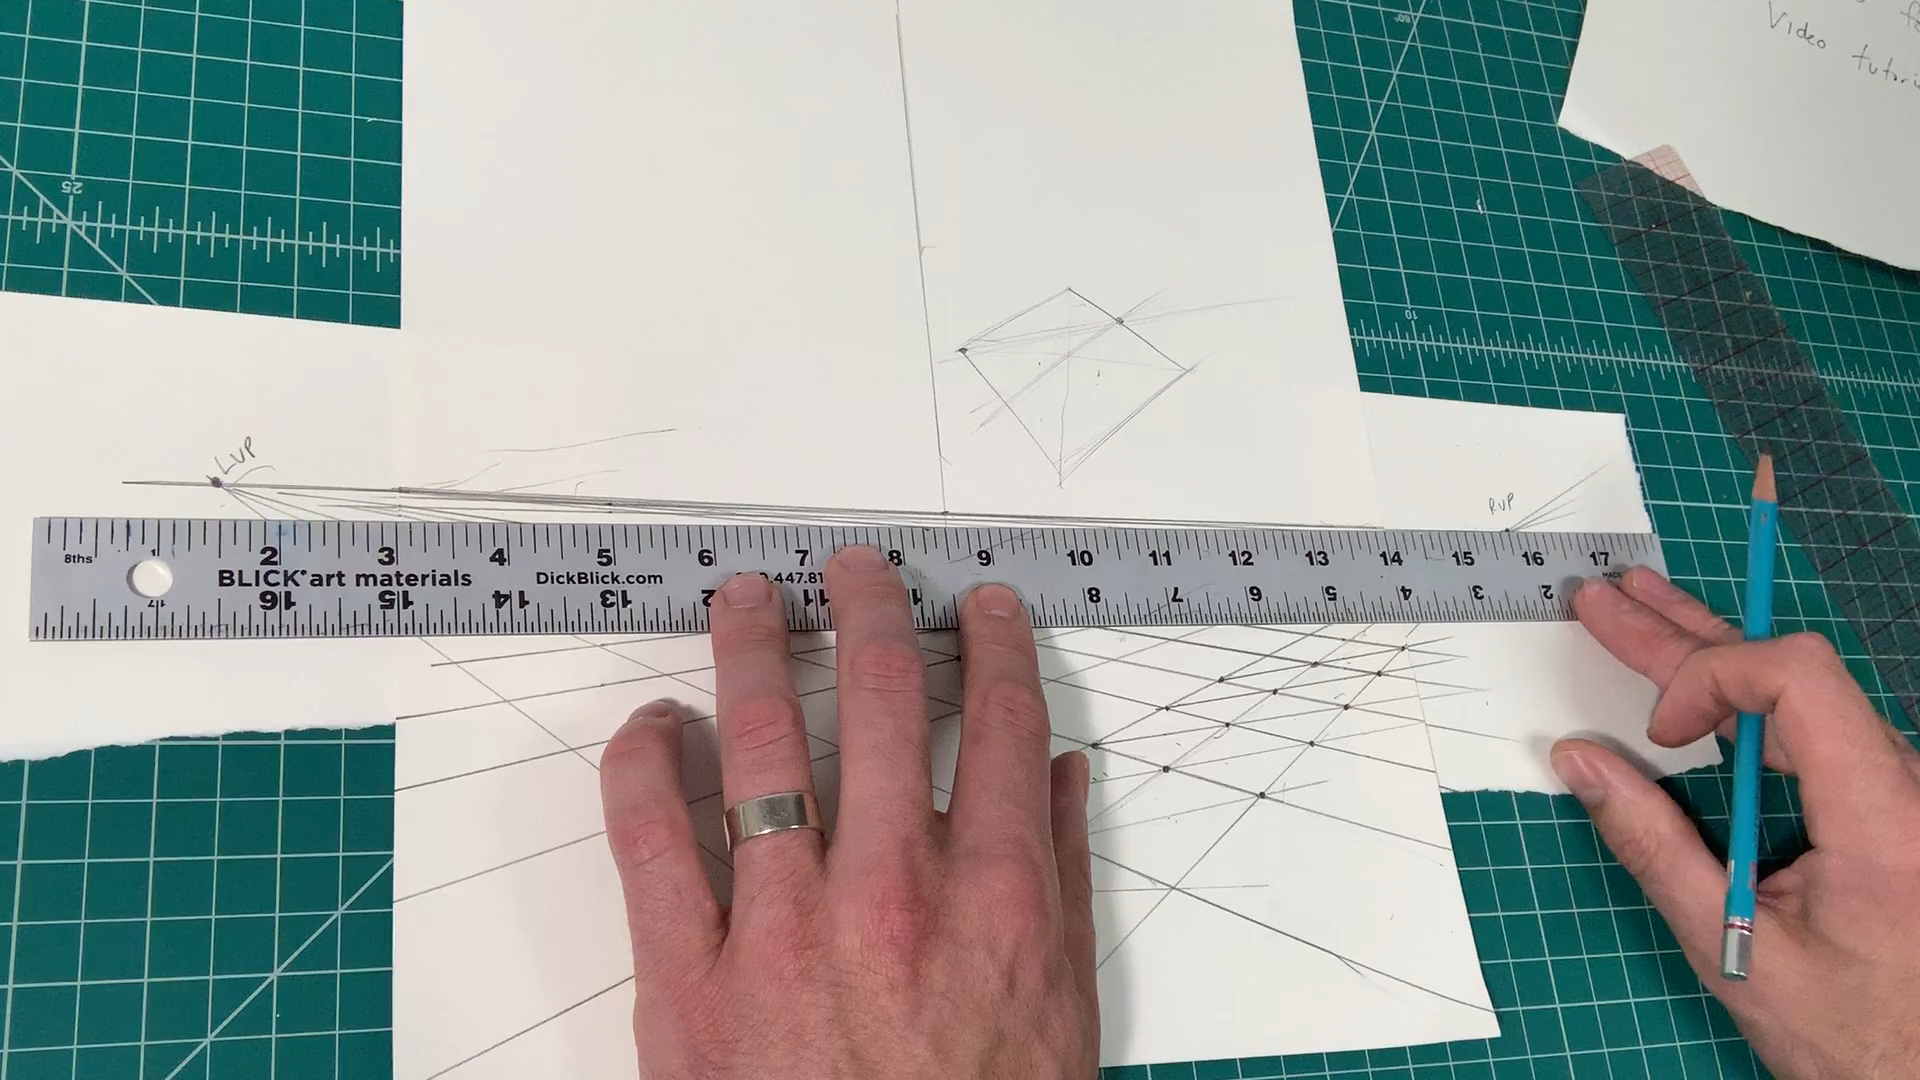 Video
25
10
LVP
RVP
8ths 1 2 3 4 5 6 7 8 9 10 11 12 13 14 15 16 17
BLICK art materials DickBlick.com
17 16 15 14 13 8 7 6 5 4 3 2